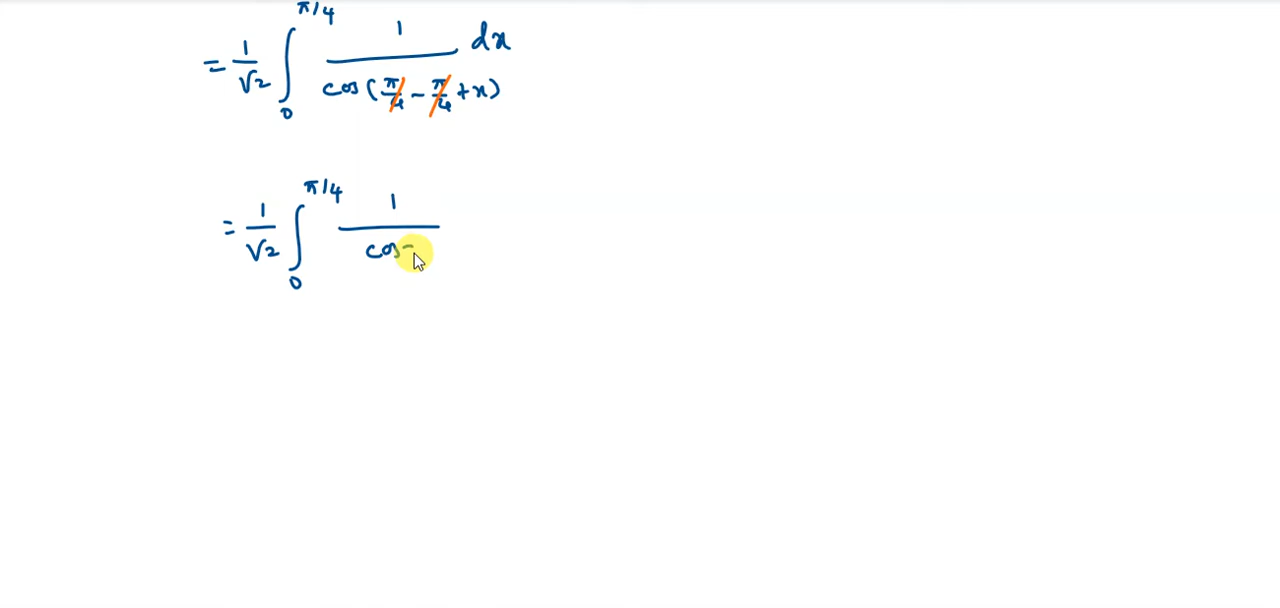 = 1/√2 ∫₀^π/4 1/cos(π/4 - π/4 + x) dx
= 1/√2 ∫₀^π/4 1/cos